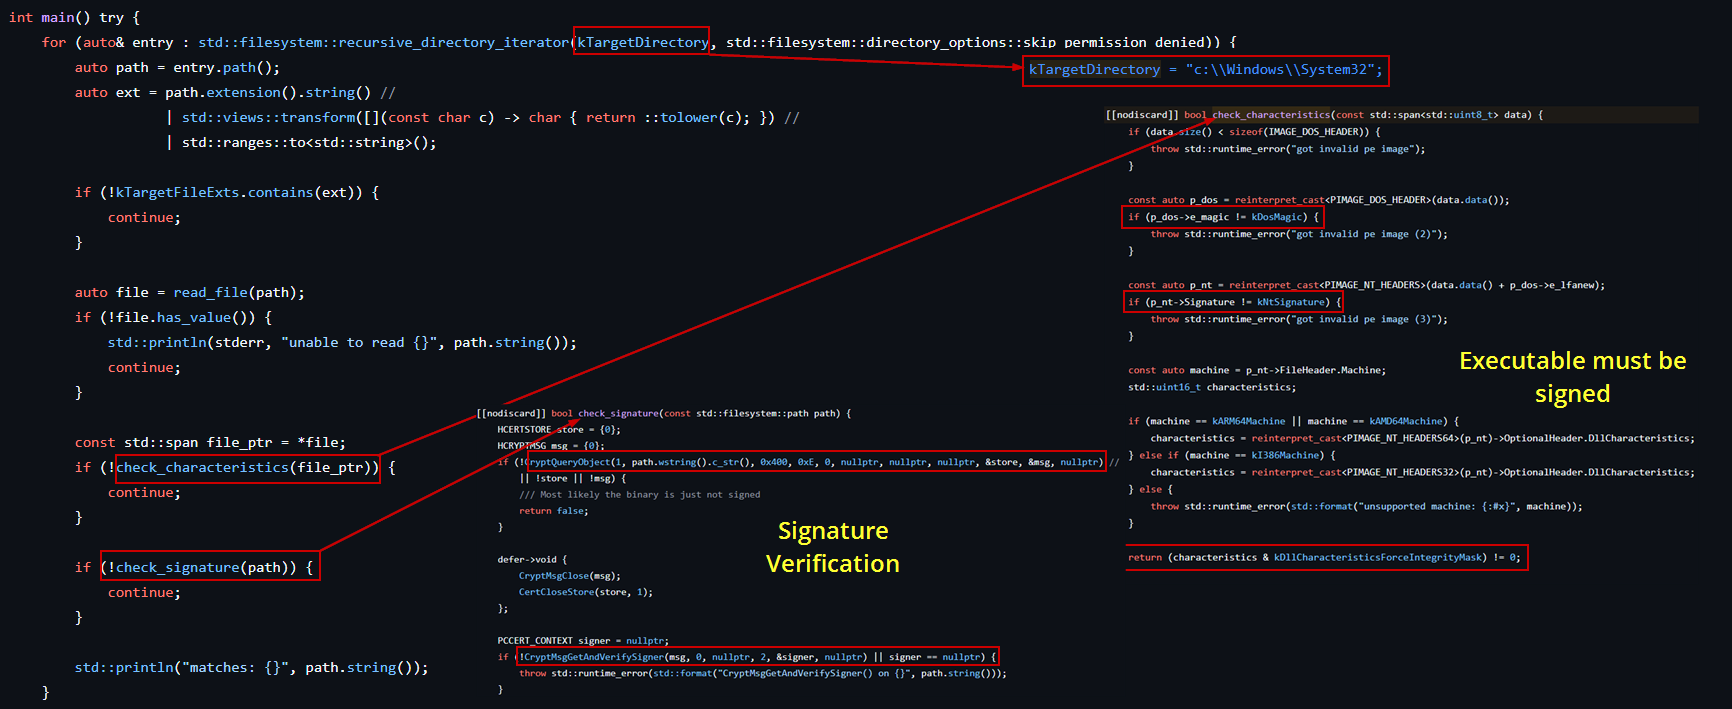 int main() try {
for (auto& entry : std::filesystem::recursive_directory_iterator(kTargetDirectory, std::filesystem::directory_options::skip_permission_denied)) {
auto path = entry.path();
auto ext = path.extension().string() //
| std::views::transform([](const char c) -> char { return ::tolower(c); }) //
| std::ranges::to<std::string>();
if (!kTargetFileExts.contains(ext)) {
continue;
}
auto file = read_file(path);
if (!file.has_value()) {
std::println(stderr, "unable to read {}", path.string());
continue;
}
const std::span file_ptr = *file;
if (!check_characteristics(file_ptr)) {
continue;
}
if (!check_signature(path)) {
continue;
}
std::println("matches: {}", path.string());
}
kTargetDirectory = "c:\\Windows\\System32";
[[nodiscard]] bool check_characteristics(const std::span<std::uint8_t> data) {
if (data.size() < sizeof(IMAGE_DOS_HEADER)) {
throw std::runtime_error("got invalid pe image");
}
const auto p_dos = reinterpret_cast<PIMAGE_DOS_HEADER>(data.data());
if (p_dos->e_magic != kDosMagic) {
throw std::runtime_error("got invalid pe image (2)");
}
const auto p_nt = reinterpret_cast<PIMAGE_NT_HEADERS>(data.data() + p_dos->e_lfanew);
if (p_nt->Signature != kNtSignature) {
throw std::runtime_error("got invalid pe image (3)");
}
const auto machine = p_nt->FileHeader.Machine;
std::uint16_t characteristics;
if (machine == kARM64Machine || machine == kAMD64Machine) {
characteristics = reinterpret_cast<PIMAGE_NT_HEADERS64>(p_nt)->OptionalHeader.DllCharacteristics;
} else if (machine == kI386Machine) {
characteristics = reinterpret_cast<PIMAGE_NT_HEADERS32>(p_nt)->OptionalHeader.DllCharacteristics;
} else {
throw std::runtime_error(std::format("unsupported machine: {:#x}", machine));
}
return (characteristics & kDllCharacteristicsForceIntegrityMask) != 0;
Executable must be
signed
[[nodiscard]] bool check_signature(const std::filesystem::path path) {
HCERTSTORE store = {0};
HCRYPTMSG msg = {0};
if (!CryptQueryObject(1, path.wstring().c_str(), 0x400, 0xE, 0, nullptr, nullptr, nullptr, &store, &msg, nullptr) //
|| !store || !msg) {
/// Most likely the binary is just not signed
return false;
}
defer->void {
CryptMsgClose(msg);
CertCloseStore(store, 1);
};
PCCERT_CONTEXT signer = nullptr;
if (!CryptMsgGetAndVerifySigner(msg, 0, nullptr, 2, &signer, nullptr) || signer == nullptr) {
throw std::runtime_error(std::format("CryptMsgGetAndVerifySigner() on {}", path.string()));
}
Signature
Verification